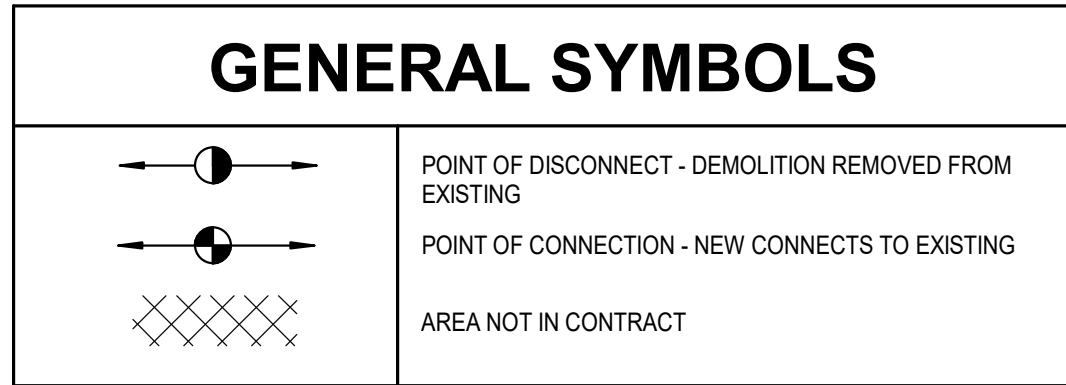 GENERAL SYMBOLS
POINT OF DISCONNECT - DEMOLITION REMOVED FROM
EXISTING
POINT OF CONNECTION - NEW CONNECTS TO EXISTING
AREA NOT IN CONTRACT